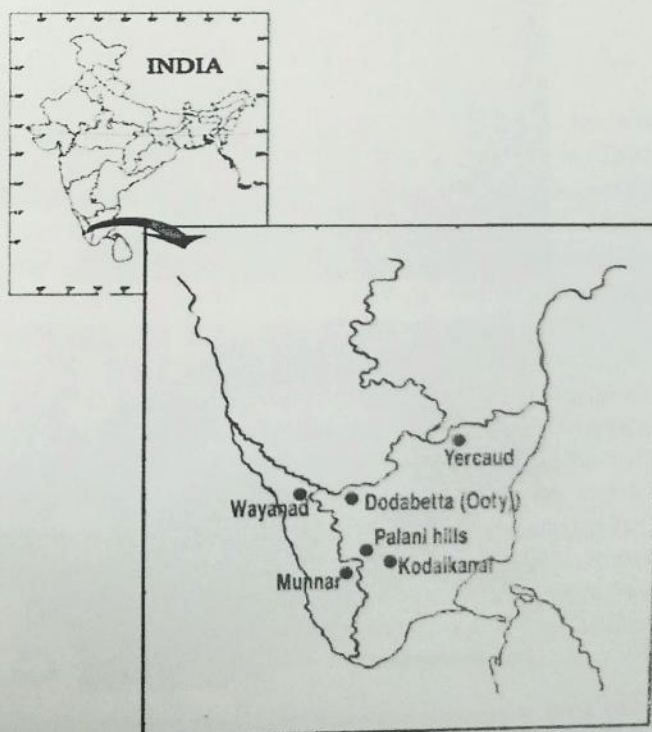 INDIA
Yercaud
Wayanad
Dodabetta (Ooty)
Palani hills
Kodaikanal
Munnar